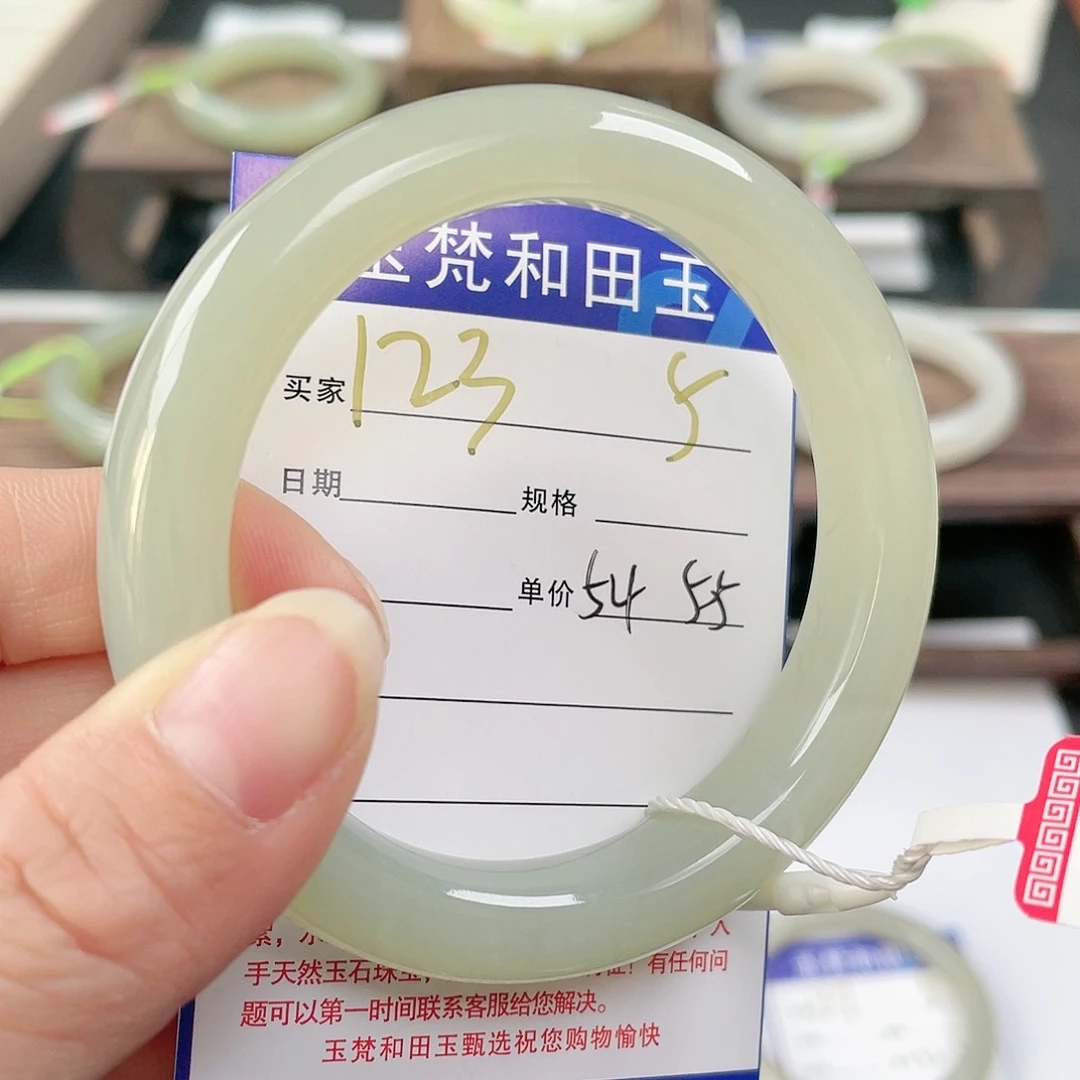 玉梵和田玉
买家 123 5
日期
规格
单价 54 55
手天然玉石珠宝， 有任何问
题可以第一时间联系客服给您解决。
玉梵和田玉甄选祝您购物愉快